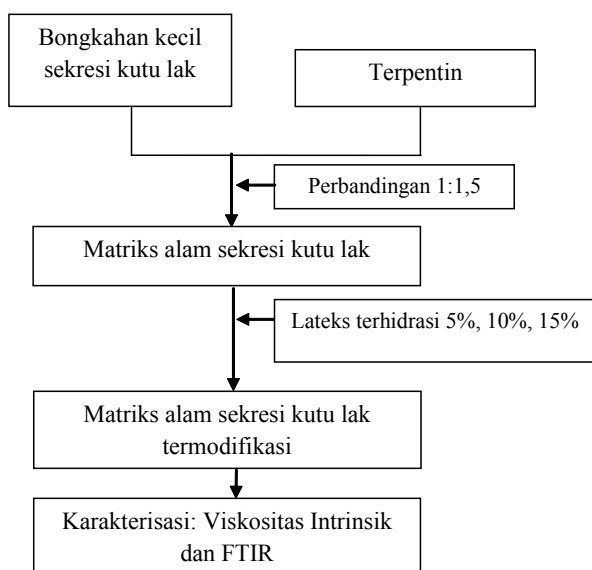 Bongkahan kecil
sekresi kutu lak
Terpentin
Perbandingan 1:1,5
Matriks alam sekresi kutu lak
Lateks terhidrasi 5%, 10%, 15%
Matriks alam sekresi kutu lak
termodifikasi
Karakterisasi: Viskositas Intrinsik
dan FTIR